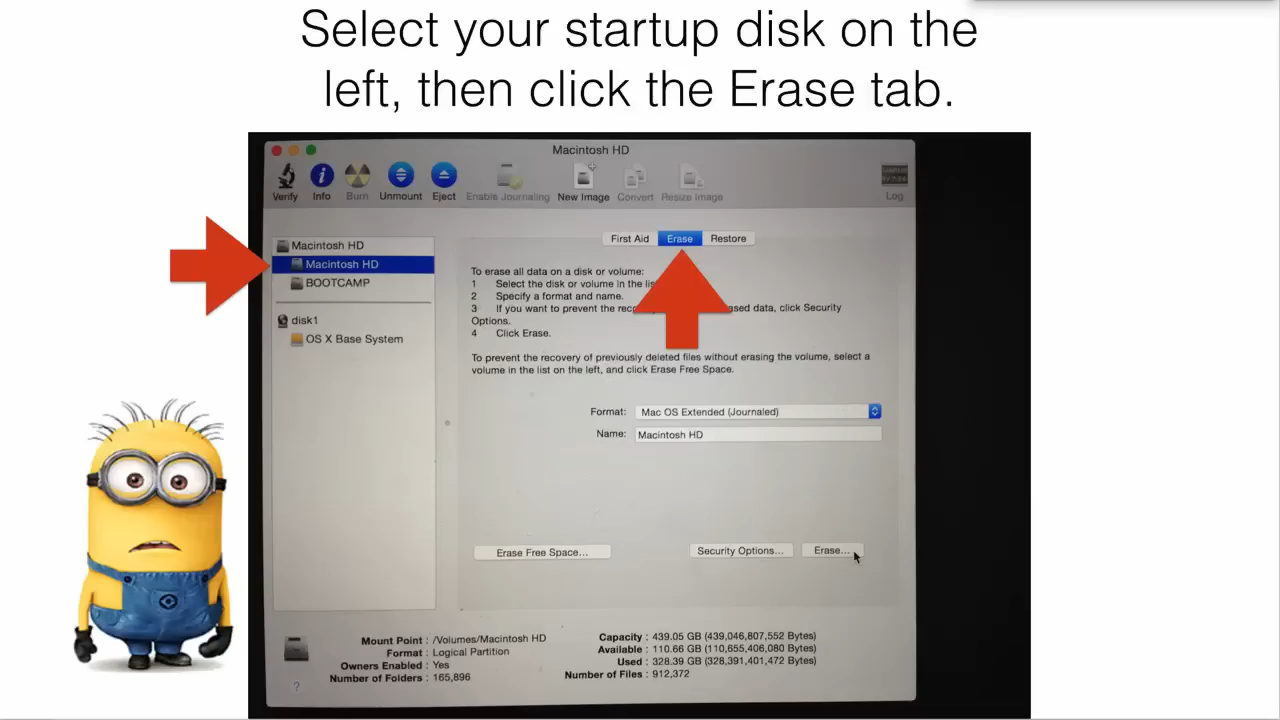 Select your startup disk on the
left, then click the Erase tab.
Macintosh HD
Verify Info Burn Unmount Eject Enable Journaling New Image Convert Resize Image Log
First Aid Erase Restore
Macintosh HD
Macintosh HD
BOOTCAMP
disk1
OS X Base System
To erase all data on a disk or volume:
1 Select the disk or volume in the
2 Specify a format and name.
3 If you want to prevent the data, click Security
Options.
4 Click Erase.
To prevent the recovery of previously deleted files without erasing the volume, select a
volume in the list on the left, and click Erase Free Space.
Format: Mac OS Extended (Journaled)
Name: Macintosh HD
Erase Free Space... Security Options... Erase...
Mount Point : /Volumes/Macintosh HD
Format : Logical Partition
Owners Enabled : Yes
Number of Folders : 165,896
Capacity : 439.05 GB (439,046,807,552 Bytes)
Available : 110.66 GB (110,655,406,080 Bytes)
Used : 328.39 GB (328,391,401,472 Bytes)
Number of Files : 912,372
?